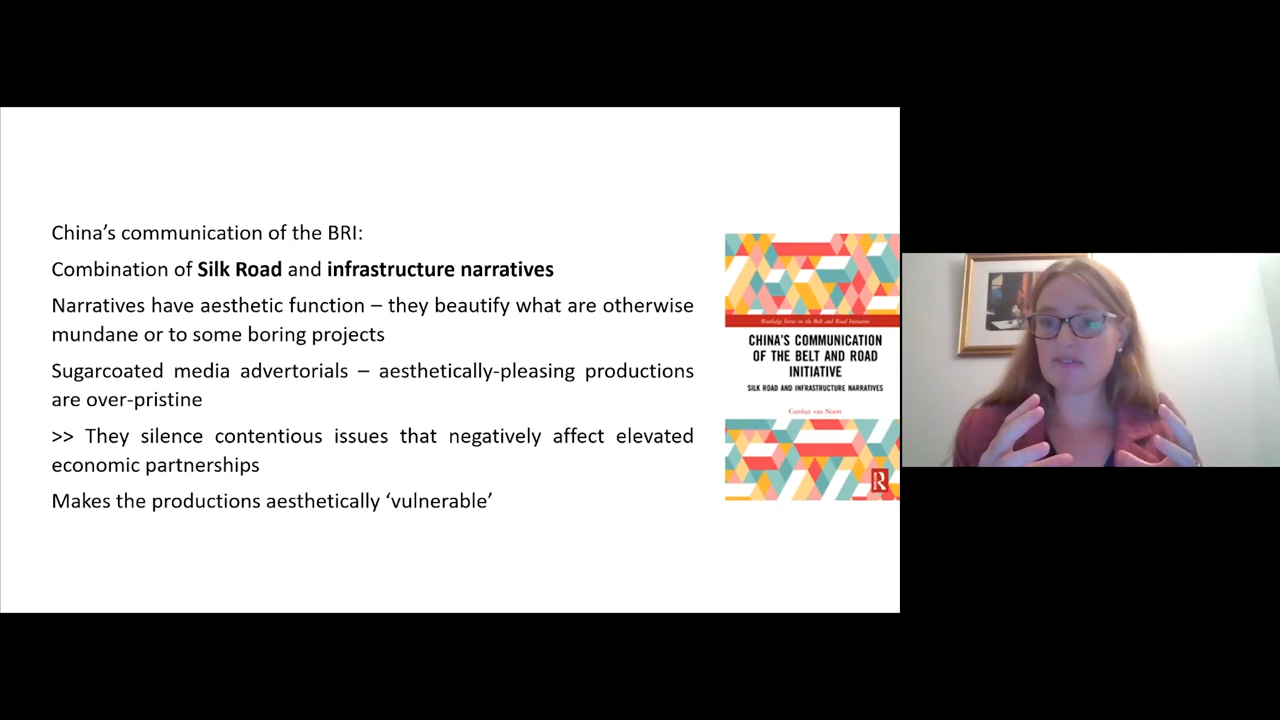 China’s communication of the BRI:
Combination of Silk Road and infrastructure narratives
Narratives have aesthetic function – they beautify what are otherwise
mundane or to some boring projects
Sugarcoated media advertorials – aesthetically-pleasing productions
are over-pristine
>> They silence contentious issues that negatively affect elevated
economic partnerships
Makes the productions aesthetically ‘vulnerable’
Routledge Series on the Belt and Road Initiative
CHINA’S COMMUNICATION
OF THE BELT AND ROAD
INITIATIVE
SILK ROAD AND INFRASTRUCTURE NARRATIVES
Carolijn van Noort
R